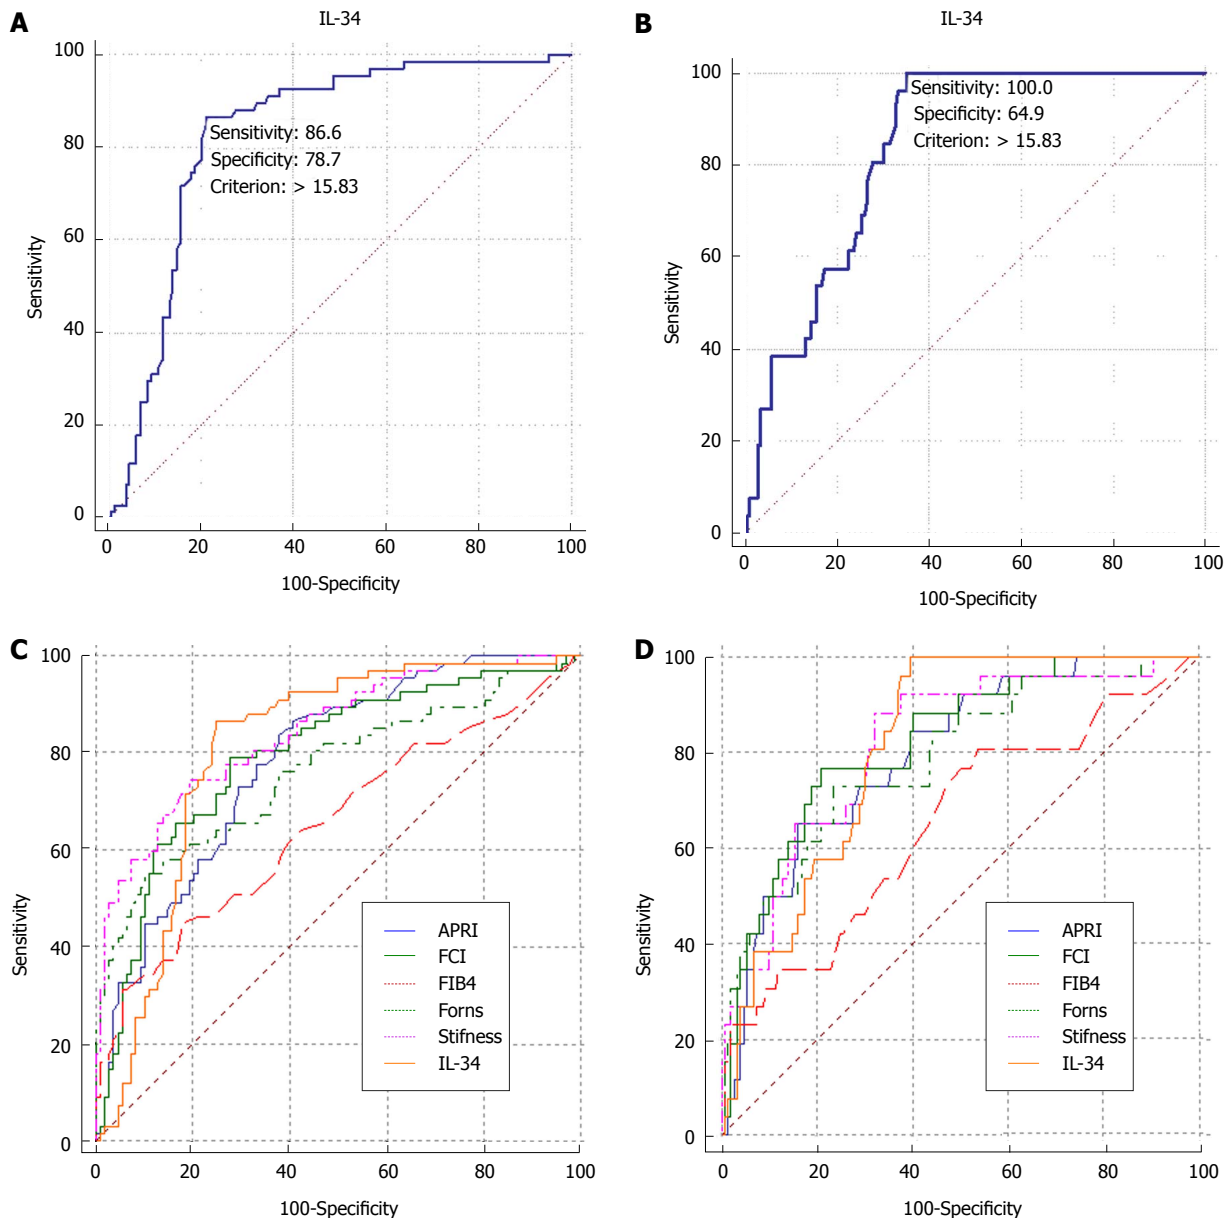 A
IL-34
100
80
60
40
20
0
Sensitivity
Sensitivity: 86.6
Specificity: 78.7
Criterion: > 15.83
0 20 40 60 80 100
100-Specificity
B
IL-34
100
80
60
40
20
0
Sensitivity
Sensitivity: 100.0
Specificity: 64.9
Criterion: > 15.83
0 20 40 60 80 100
100-Specificity
C
100
80
60
40
20
0
Sensitivity
APRI
FCI
FIB4
Forns
Stifness
IL-34
0 20 40 60 80 100
100-Specificity
D
100
80
60
40
20
0
Sensitivity
APRI
FCI
FIB4
Forns
Stifness
IL-34
0 20 40 60 80 100
100-Specificity